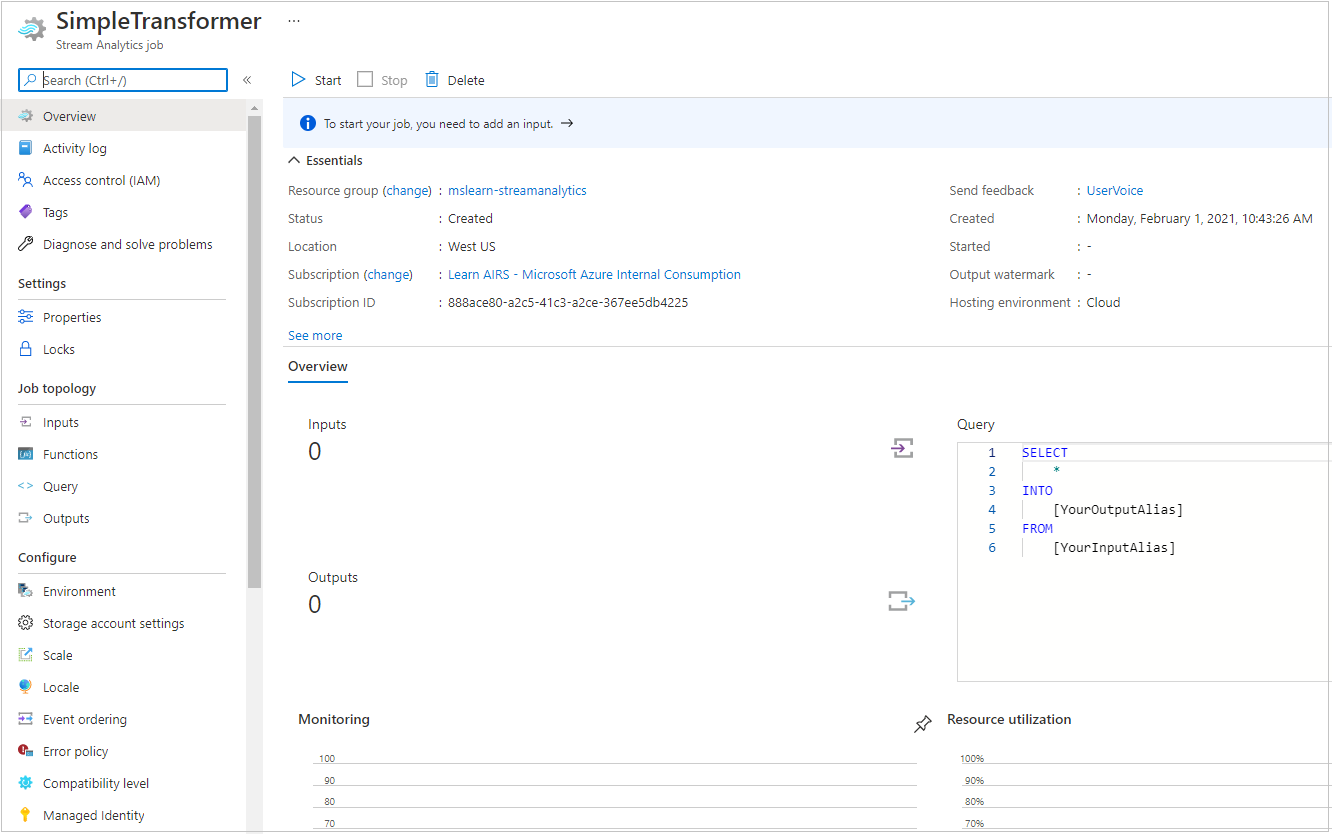 SimpleTransformer ...
Stream Analytics job
Search (Ctrl+/)
«
Overview
Activity log
Access control (IAM)
Tags
Diagnose and solve problems
Settings
Properties
Locks
Job topology
Inputs
Functions
Query
Outputs
Configure
Environment
Storage account settings
Scale
Locale
Event ordering
Error policy
Compatibility level
Managed Identity
Start Stop Delete
To start your job, you need to add an input. →
Essentials
Resource group (change) : mslearn-streamanalytics
Status : Created
Location : West US
Subscription (change) : Learn AIRS - Microsoft Azure Internal Consumption
Subscription ID : 888ace80-a2c5-41c3-a2ce-367ee5db4225
See more
Send feedback : UserVoice
Created : Monday, February 1, 2021, 10:43:26 AM
Started : -
Output watermark : -
Hosting environment : Cloud
Overview
Inputs
0
Outputs
0
Query
1 SELECT
2 *
3 INTO
4 [YourOutputAlias]
5 FROM
6 [YourInputAlias]
Monitoring
100
90
80
70
Resource utilization
100%
90%
80%
70%